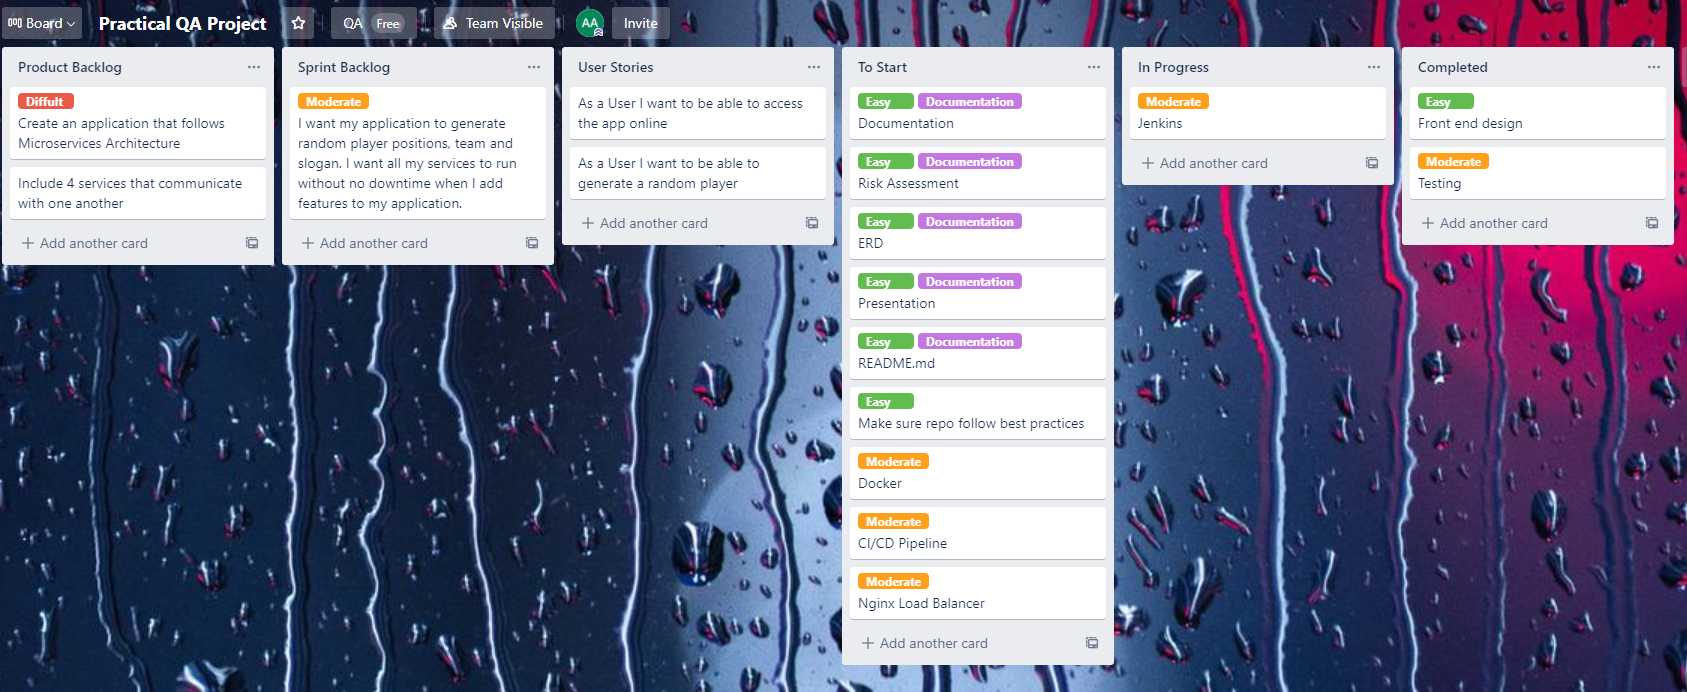 Board
Practical QA Project
QA Free
Team Visible
AA
Invite
Product Backlog
Diffult
Create an application that follows
Microservices Architecture
Include 4 services that communicate
with one another
Add another card
Sprint Backlog
Moderate
I want my application to generate
random player positions, team and
slogan. I want all my services to run
without no downtime when I add
features to my application.
Add another card
User Stories
As a User I want to be able to access
the app online
As a User I want to be able to
generate a random player
Add another card
To Start
Easy Documentation
Documentation
Easy Documentation
Risk Assessment
Easy Documentation
ERD
Easy Documentation
Presentation
Easy Documentation
README.md
Easy
Make sure repo follow best practices
Moderate
Docker
Moderate
CI/CD Pipeline
Moderate
Nginx Load Balancer
Add another card
In Progress
Moderate
Jenkins
Add another card
Completed
Easy
Front end design
Moderate
Testing
Add another card